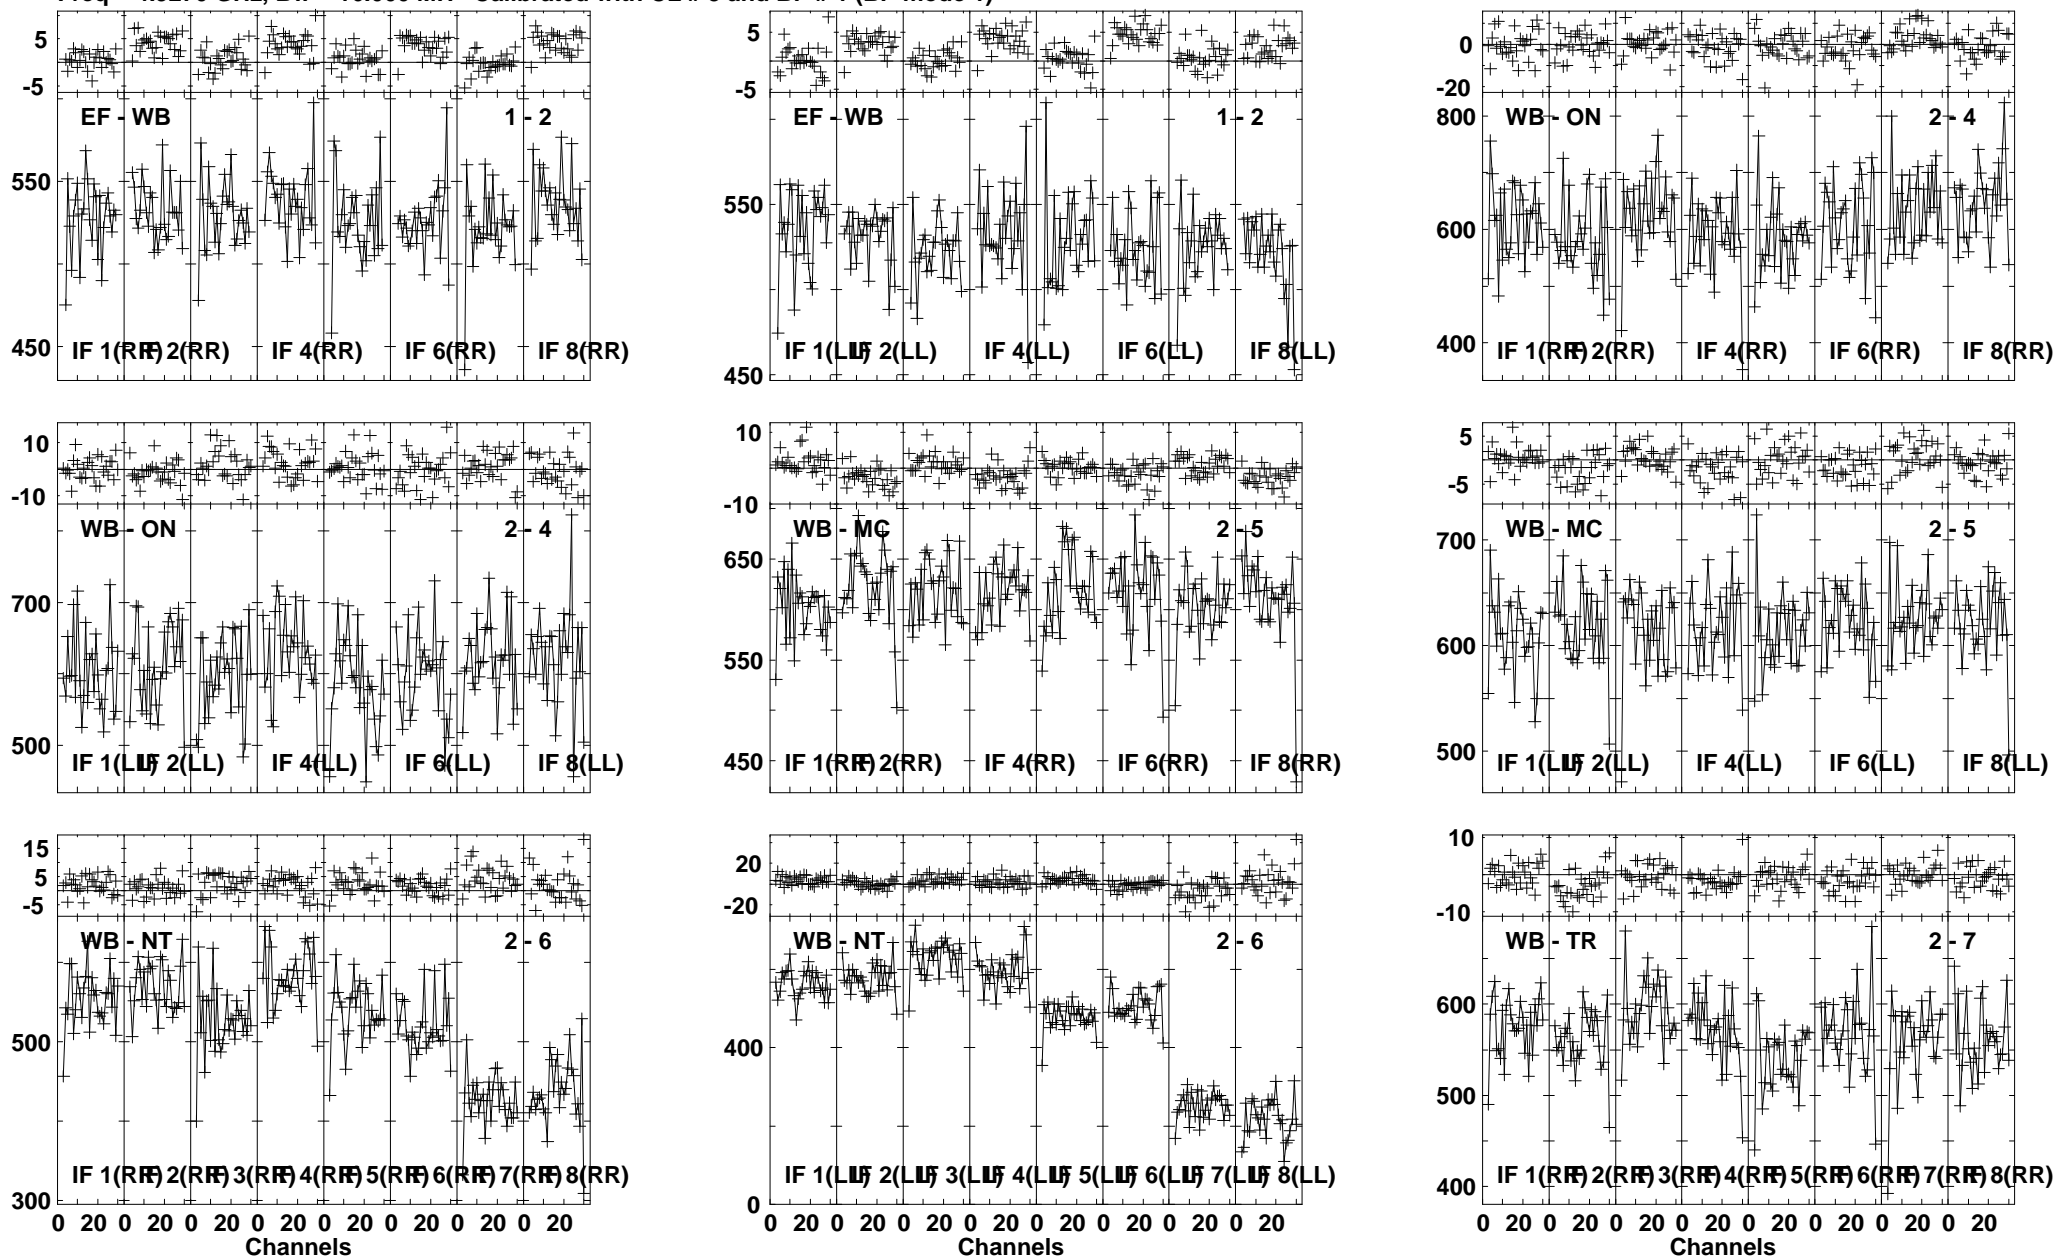 5
-5
EF - WB
1 - 2
550
450
IF 1(RR)
IF 2(RR)
IF 4(RR)
IF 6(RR)
IF 8(RR)
5
-5
EF - WB
1 - 2
550
450
IF 1(LL)
IF 2(LL)
IF 4(LL)
IF 6(LL)
IF 8(LL)
0
-20
800
WB - ON
2 - 4
600
400
IF 1(RR)
IF 2(RR)
IF 4(RR)
IF 6(RR)
IF 8(RR)
10
-10
WB - ON
2 - 4
700
500
IF 1(LL)
IF 2(LL)
IF 4(LL)
IF 6(LL)
IF 8(LL)
10
-10
WB - MC
2 - 5
650
550
450
IF 1(RR)
IF 2(RR)
IF 4(RR)
IF 6(RR)
IF 8(RR)
5
-5
WB - MC
2 - 5
700
600
500
IF 1(LL)
IF 2(LL)
IF 4(LL)
IF 6(LL)
IF 8(LL)
15
5
-5
WB - NT
2 - 6
500
300
IF 1(RR)
IF 2(RR)
IF 3(RR)
IF 4(RR)
IF 5(RR)
IF 6(RR)
IF 7(RR)
IF 8(RR)
0 20 0 20 0 20 0 20 0 20 0 20 0 20 0 20
Channels
20
-20
WB - NT
2 - 6
400
0
IF 1(LL)
IF 2(LL)
IF 3(LL)
IF 4(LL)
IF 5(LL)
IF 6(LL)
IF 7(LL)
IF 8(LL)
0 20 0 20 0 20 0 20 0 20 0 20 0 20 0 20
Channels
10
-10
WB - TR
2 - 7
600
500
400
IF 1(RR)
IF 2(RR)
IF 3(RR)
IF 4(RR)
IF 5(RR)
IF 6(RR)
IF 7(RR)
IF 8(RR)
0 20 0 20 0 20 0 20 0 20 0 20 0 20 0 20
Channels